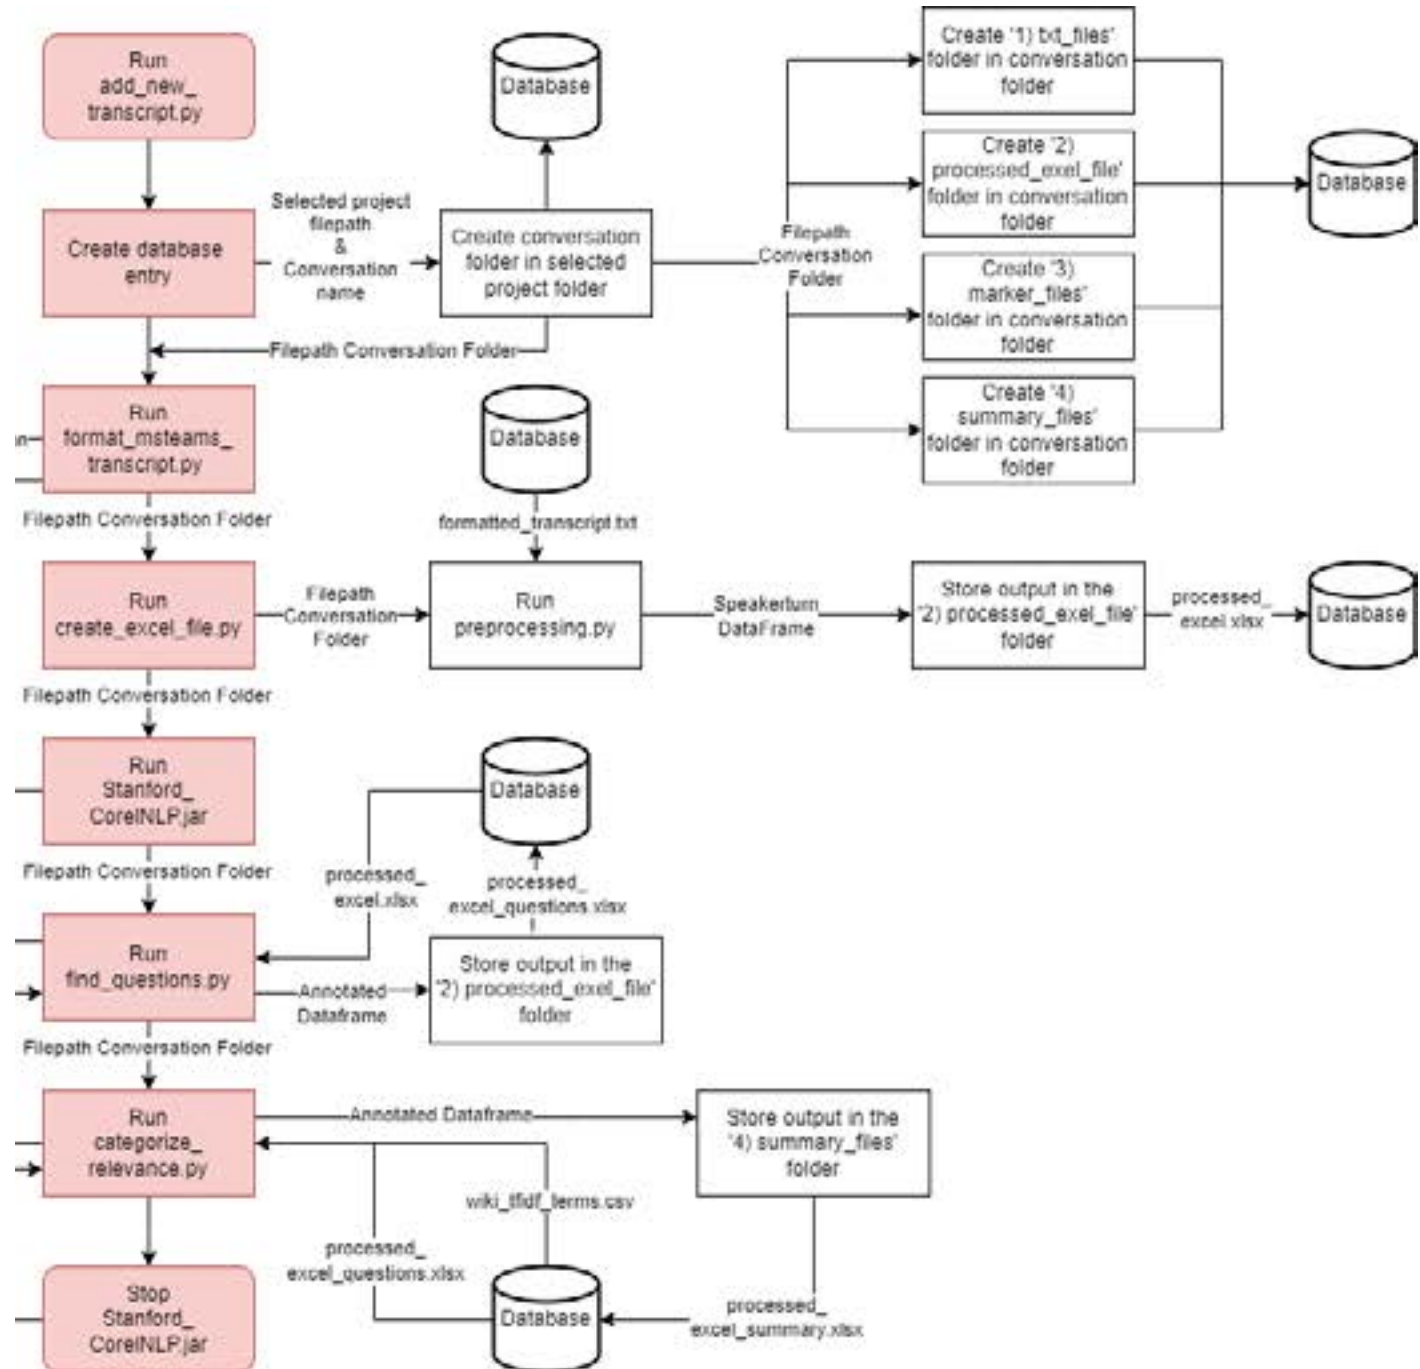 Run
add_new_
transcript.py
Database
Create '1) txt_files'
folder in conversation
folder
Create '2)
processed_exel_file'
folder in conversation
folder
Database
Create database
entry
Selected project
filepath
&
Conversation
name
Create conversation
folder in selected
project folder
Filepath
Conversation
Folder
Create '3)
marker_files'
folder in conversation
folder
Filepath Conversation Folder
Create '4)
summary_files'
folder in conversation
folder
Run
format_msteams_
transcript.py
Database
Filepath Conversation Folder
formatted_transcript.txt
Run
create_excel_file.py
Filepath
Conversation
Folder
Run
preprocessing.py
Speakerturn
DataFrame
Store output in the
'2) processed_exel_file'
folder
processed_
excel.xlsx
Database
Filepath Conversation Folder
Run
Stanford_
CorelNLP.jar
Database
Filepath Conversation Folder
processed_
excel.xlsx
processed_
excel_questions.xlsx
Run
find_questions.py
Annotated
Dataframe
Store output in the
'2) processed_exel_file'
folder
Filepath Conversation Folder
Run
categorize_
relevance.py
Annotated Dataframe
Store output in the
'4) summary_files'
folder
wiki_tfidf_terms.csv
processed_
excel_questions.xlsx
Stop
Stanford_
CorelNLP.jar
Database
processed_
excel_summary.xlsx